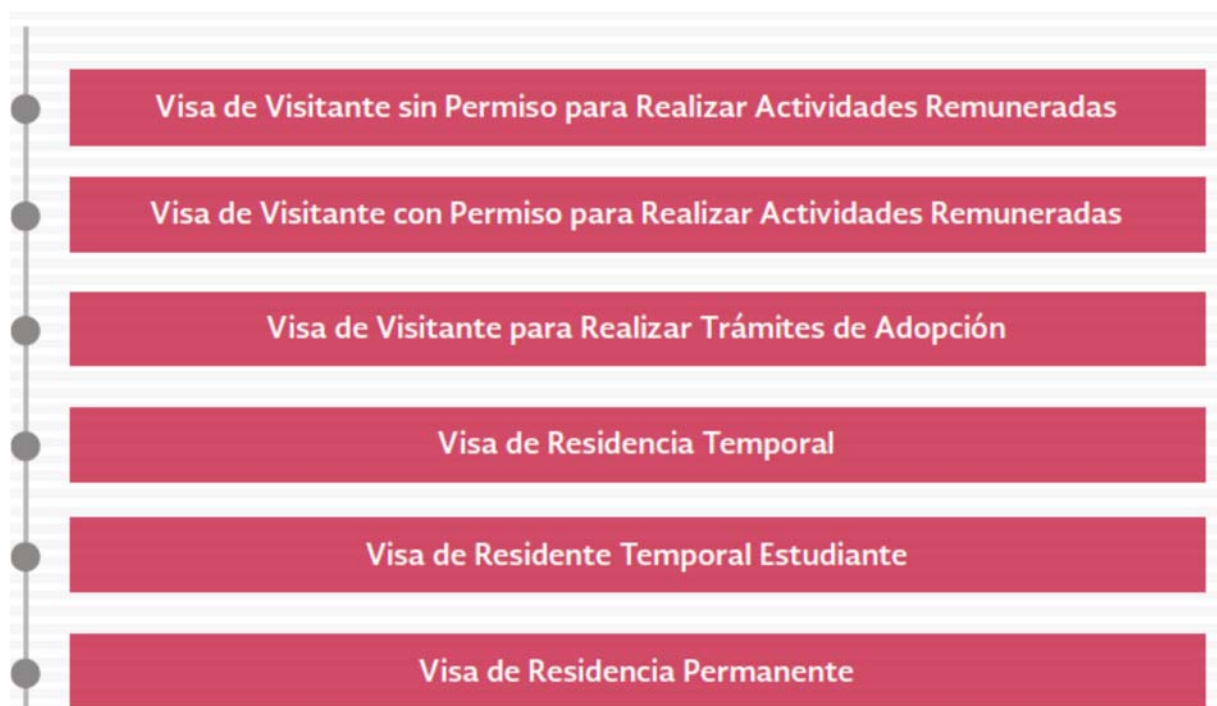 Visa de Visitante sin Permiso para Realizar Actividades Remuneradas
Visa de Visitante con Permiso para Realizar Actividades Remuneradas
Visa de Visitante para Realizar Trámites de Adopción
Visa de Residencia Temporal
Visa de Residente Temporal Estudiante
Visa de Residencia Permanente